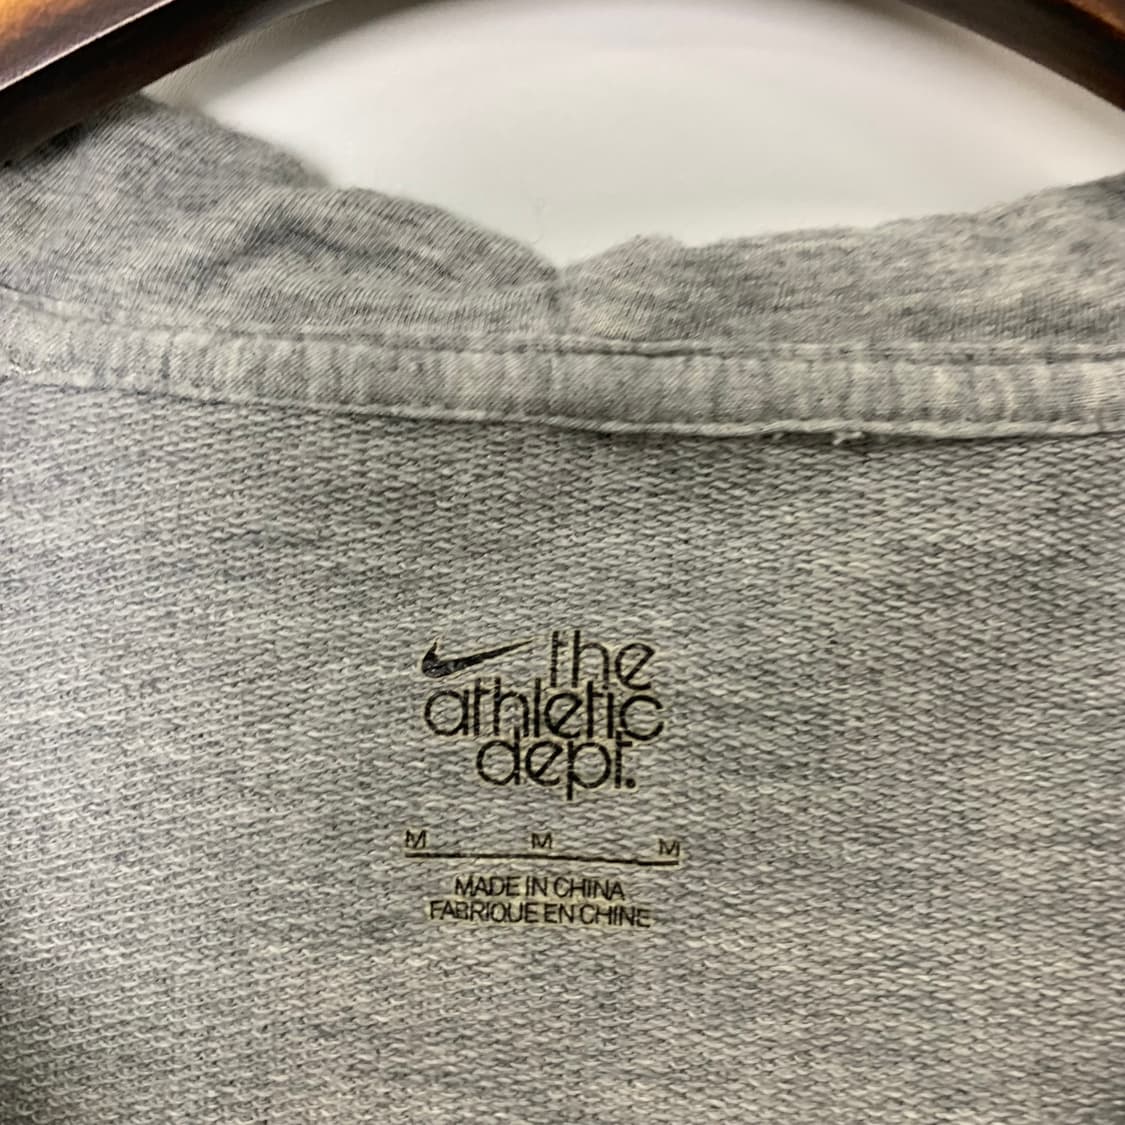 the
athletic
dept.
M M M
MADE IN CHINA
FABRIQUE EN CHINE